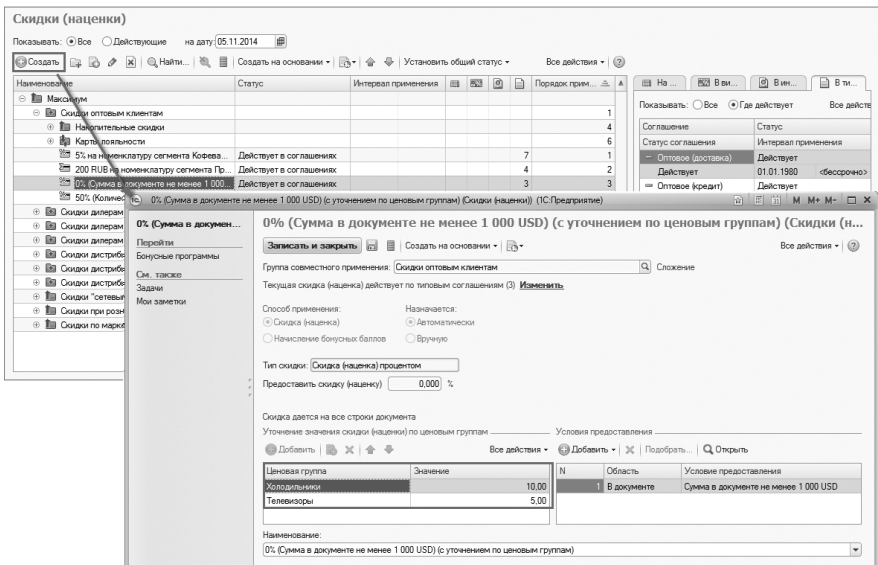 Скидки (наценки)
Показывать: Все Действующие на дату: 05.11.2014
Создать Найти... Создать на основании Установить общий статус Все действия
Наименование Статус Интервал применения Порядок прим...
Максимум
Скидки оптовым клиентам 1
Накопительные скидки 4
Карты лояльности 6
5% на номенклатуру сегмента Кофева... Действует в соглашениях 7 1
200 RUB на номенклатуру сегмента Пр... Действует в соглашениях 4 2
0% (Сумма в документе не менее 1 000... Действует в соглашениях 3 3
50% (Количес
Скидки дилерам
Скидки дилерам
Скидки дилерам
Скидки дистрибь
Скидки дистрибь
Скидки дистрибь
Скидки "сетевым
Скидки при розн
Скидки по марке
На ... В ви... В ин... В ти...
Показывать: Все Где действует Все действ
Соглашение Статус
Статус соглашения Интервал применения
Оптовое (доставка) Действует
Действует 01.01.1980 <бессрочно>
Оптовое (кредит) Действует
0% (Сумма в документе не менее 1 000 USD) (с уточнением по ценовым группам) (Скидки (наценки)) (1С:Предприятие) M M+ M-
0% (Сумма в докумен...
Перейти
Бонусные программы
См. также
Задачи
Мои заметки
0% (Сумма в документе не менее 1 000 USD) (с уточнением по ценовым группам) (Скидки (н...
Записать и закрыть Создать на основании Все действия
Группа совместного применения: Скидки оптовым клиентам Сложение
Текущая скидка (наценка) действует по типовым соглашениям (3) Изменить
Способ применения: Назначается:
Скидка (наценка) Автоматически
Начисление бонусных баллов Вручную
Тип скидки: Скидка (наценка) процентом
Предоставить скидку (наценку) 0,000 %
Скидка дается на все строки документа
Уточнение значения скидки (наценки) по ценовым группам Условия предоставления
Добавить Все действия Добавить Подобрать... Открыть
Ценовая группа Значение N Область Условие предоставления
Холодильники 10,00 1 В документе Сумма в документе не менее 1 000 USD
Телевизоры 5,00
Наименование:
0% (Сумма в документе не менее 1 000 USD) (с уточнением по ценовым группам)